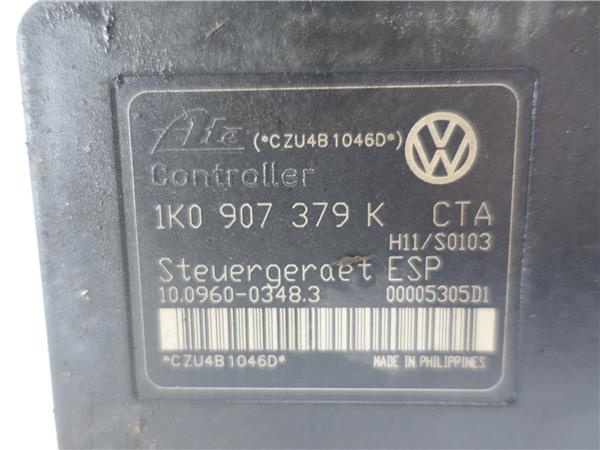 Ate (*CZU4B1046D*)
Controller
1K0 907 379 K CTA
H11/S0103
Steuergeraet ESP
10.0960-0348.3 00005305D1
*CZU4B1046D*
MADE IN PHILIPPINES